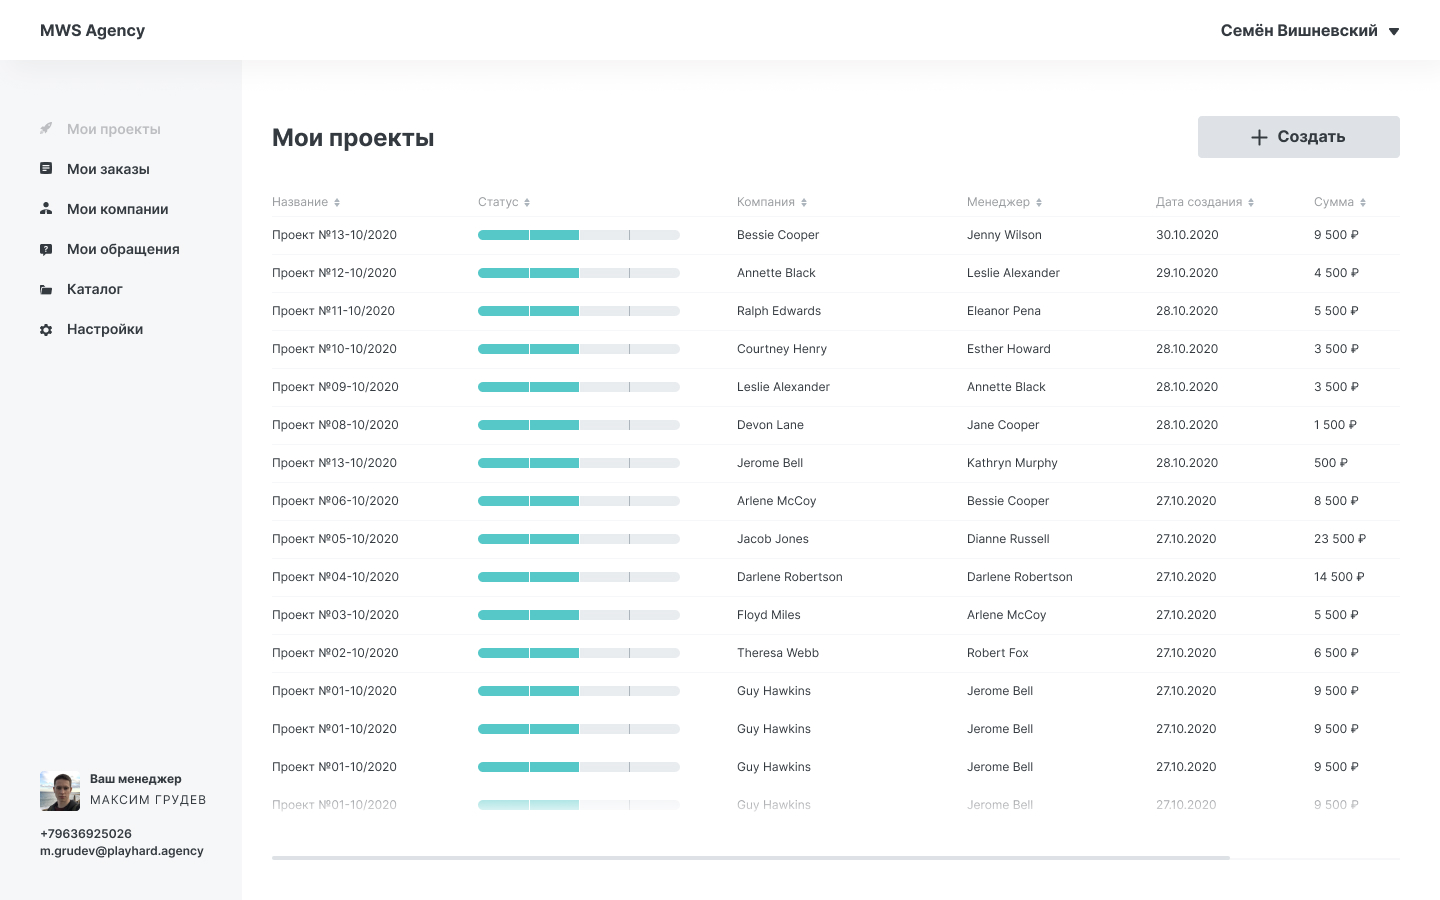 MWS Agency
Семён Вишневский
Мои проекты
Мои заказы
Мои компании
Мои обращения
Каталог
Настройки
Ваш менеджер
МАКСИМ ГРУДЕВ
+79636925026
m.grudev@playhard.agency
Мои проекты
Создать
Название Статус Компания Менеджер Дата создания Сумма
Проект №13-10/2020 Bessie Cooper Jenny Wilson 30.10.2020 9 500 ₽
Проект №12-10/2020 Annette Black Leslie Alexander 29.10.2020 4 500 ₽
Проект №11-10/2020 Ralph Edwards Eleanor Pena 28.10.2020 5 500 ₽
Проект №10-10/2020 Courtney Henry Esther Howard 28.10.2020 3 500 ₽
Проект №09-10/2020 Leslie Alexander Annette Black 28.10.2020 3 500 ₽
Проект №08-10/2020 Devon Lane Jane Cooper 28.10.2020 1 500 ₽
Проект №13-10/2020 Jerome Bell Kathryn Murphy 28.10.2020 500 ₽
Проект №06-10/2020 Arlene McCoy Bessie Cooper 27.10.2020 8 500 ₽
Проект №05-10/2020 Jacob Jones Dianne Russell 27.10.2020 23 500 ₽
Проект №04-10/2020 Darlene Robertson Darlene Robertson 27.10.2020 14 500 ₽
Проект №03-10/2020 Floyd Miles Arlene McCoy 27.10.2020 5 500 ₽
Проект №02-10/2020 Theresa Webb Robert Fox 27.10.2020 6 500 ₽
Проект №01-10/2020 Guy Hawkins Jerome Bell 27.10.2020 9 500 ₽
Проект №01-10/2020 Guy Hawkins Jerome Bell 27.10.2020 9 500 ₽
Проект №01-10/2020 Guy Hawkins Jerome Bell 27.10.2020 9 500 ₽
Проект №01-10/2020 Guy Hawkins Jerome Bell 27.10.2020 9 500 ₽